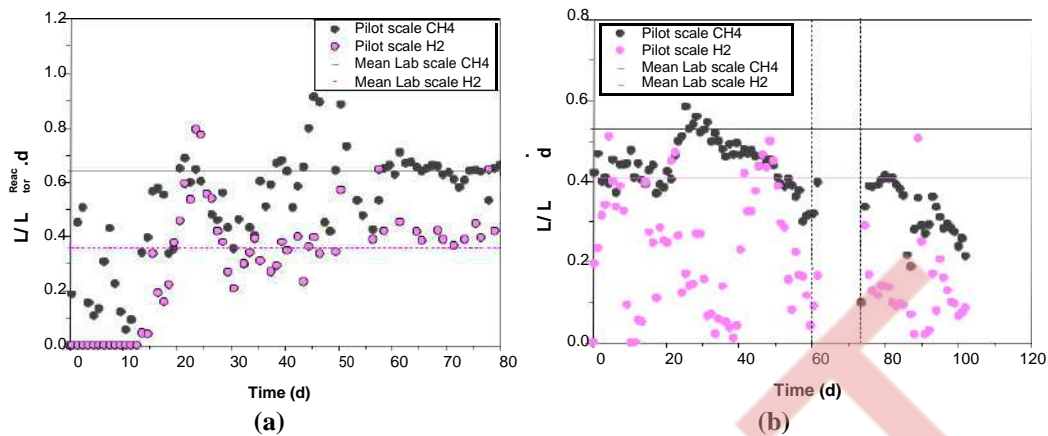 1.2
1.0
0.8
0.6
0.4
0.2
0.0
L/ L Reac tor .d
Pilot scale CH4
Pilot scale H2
Mean Lab scale CH4
Mean Lab scale H2
0 10 20 30 40 50 60 70 80
Time (d)
(a)
0.8
0.6
0.4
0.2
0.0
L/ L d
Pilot scale CH4
Pilot scale H2
Mean Lab scale CH4
Mean Lab scale H2
0 20 40 60 80 100 120
Time (d)
(b)